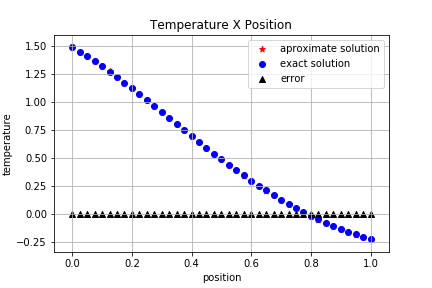 Temperature X Position
aproximate solution
exact solution
error
1.50
1.25
1.00
0.75
0.50
0.25
0.00
−0.25
temperature
0.0 0.2 0.4 0.6 0.8 1.0
position